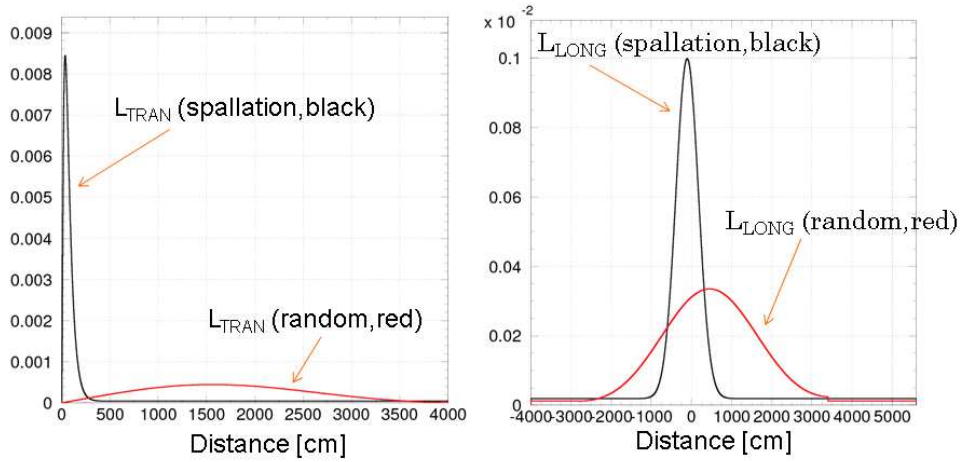 0.009
0.008
0.007
0.006
0.005
0.004
0.003
0.002
0.001
0
L_TRAN (spallation,black)
L_TRAN (random,red)
0 500 1000 1500 2000 2500 3000 3500 4000
Distance [cm]
x 10^-2
0.1
0.08
0.06
0.04
0.02
0
L_LONG (spallation,black)
L_LONG (random,red)
-4000 -3000 -2000 -1000 0 1000 2000 3000 4000 5000
Distance [cm]